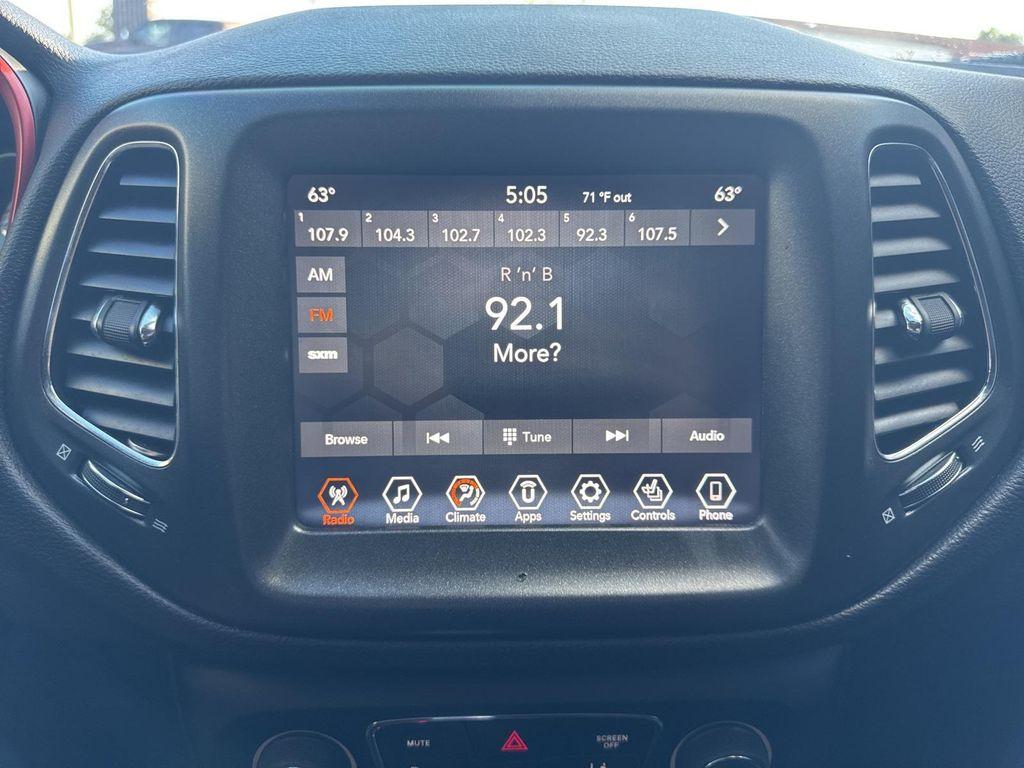 63° 5:05 71 °F out 63°
1 107.9 2 104.3 3 102.7 4 102.3 5 92.3 6 107.5
AM
FM
sxm
R 'n' B
92.1
More?
Browse Tune Audio
Radio Media Climate Apps Settings Controls Phone
MUTE SCREEN
OFF